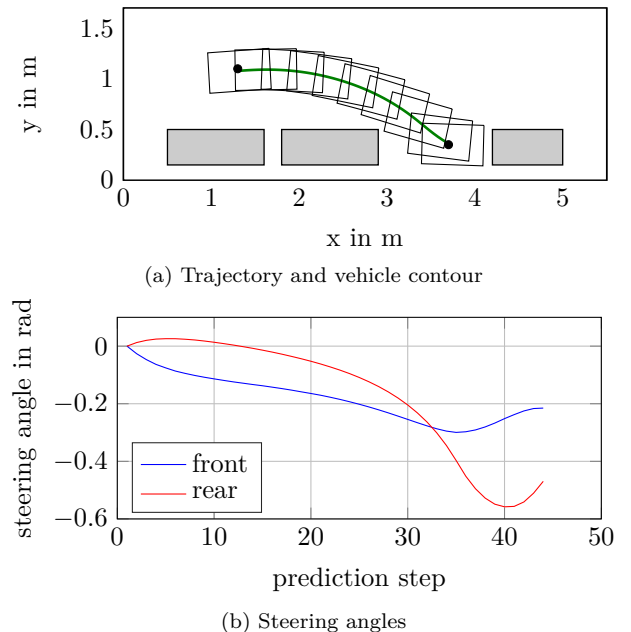 1.5
1
0.5
0
y in m
0 1 2 3 4 5
x in m
(a) Trajectory and vehicle contour
0
−0.2
−0.4
−0.6
steering angle in rad
front
rear
0 10 20 30 40 50
prediction step
(b) Steering angles